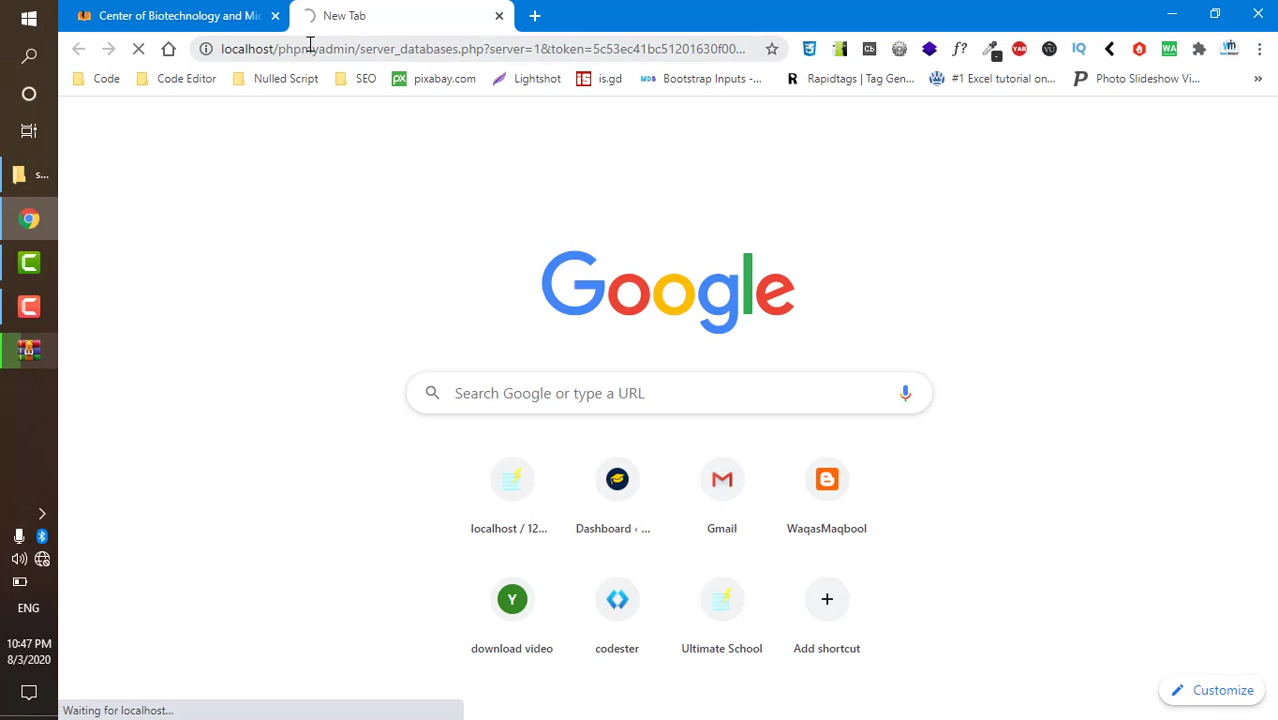 Center of Biotechnology and Mic
New Tab
localhost/phpmyadmin/server_databases.php?server=1&token=5c53ec41bc51201630f00...
Code
Code Editor
Nulled Script
SEO
px pixabay.com
Lightshot
is is.gd
MDB Bootstrap Inputs -...
R Rapidtags | Tag Gen...
#1 Excel tutorial on...
Photo Slideshow Vi...
s...
Google
Search Google or type a URL
localhost / 12...
Dashboard ‹ ...
Gmail
WaqasMaqbool
Y
download video
codester
Ultimate School
Add shortcut
Customize
Waiting for localhost...
ENG
10:47 PM
8/3/2020